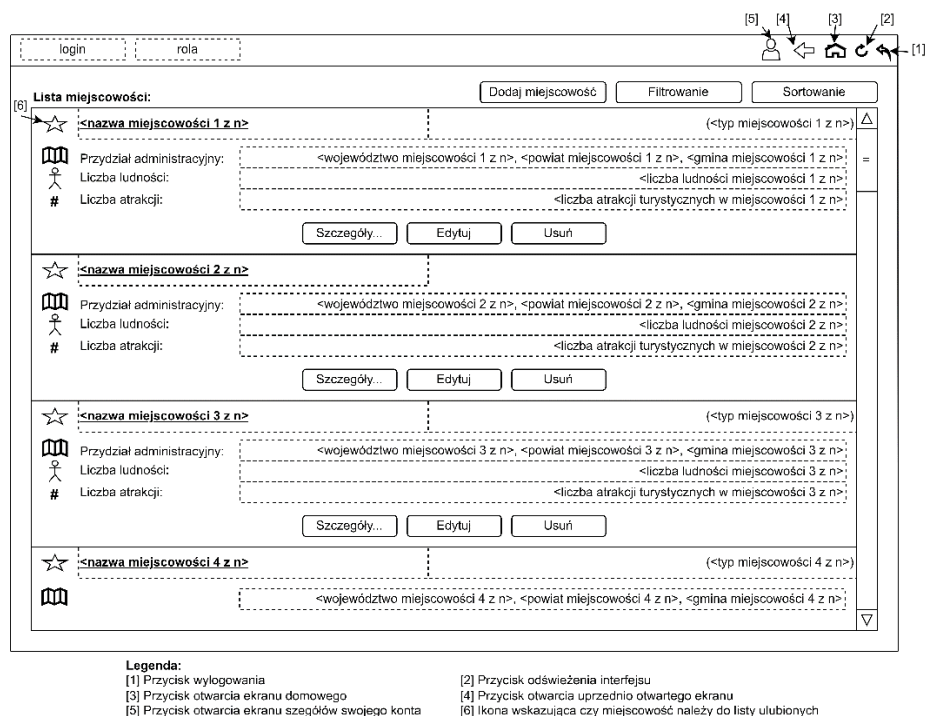 [5] [4] [3] [2]
login rola [1]
Lista miejscowości: Dodaj miejscowość Filtrowanie Sortowanie
[6]
<nazwa miejscowości 1 z n> (<typ miejscowości 1 z n>)
Przydział administracyjny: <województwo miejscowości 1 z n>, <powiat miejscowości 1 z n>, <gmina miejscowości 1 z n>
Liczba ludności: <liczba ludności miejscowości 1 z n>
# Liczba atrakcji: <liczba atrakcji turystycznych w miejscowości 1 z n>
Szczegóły... Edytuj Usuń
<nazwa miejscowości 2 z n>
Przydział administracyjny: <województwo miejscowości 2 z n>, <powiat miejscowości 2 z n>, <gmina miejscowości 2 z n>
Liczba ludności: <liczba ludności miejscowości 2 z n>
# Liczba atrakcji: <liczba atrakcji turystycznych w miejscowości 2 z n>
Szczegóły... Edytuj Usuń
<nazwa miejscowości 3 z n> (<typ miejscowości 3 z n>)
Przydział administracyjny: <województwo miejscowości 3 z n>, <powiat miejscowości 3 z n>, <gmina miejscowości 3 z n>
Liczba ludności: <liczba ludności miejscowości 3 z n>
# Liczba atrakcji: <liczba atrakcji turystycznych w miejscowości 3 z n>
Szczegóły... Edytuj Usuń
<nazwa miejscowości 4 z n> (<typ miejscowości 4 z n>)
<województwo miejscowości 4 z n>, <powiat miejscowości 4 z n>, <gmina miejscowości 4 z n>
Legenda:
[1] Przycisk wylogowania [2] Przycisk odświeżenia interfejsu
[3] Przycisk otwarcia ekranu domowego [4] Przycisk otwarcia uprzednio otwartego ekranu
[5] Przycisk otwarcia ekranu szegółów swojego konta [6] Ikona wskazująca czy miejscowość należy do listy ulubionych